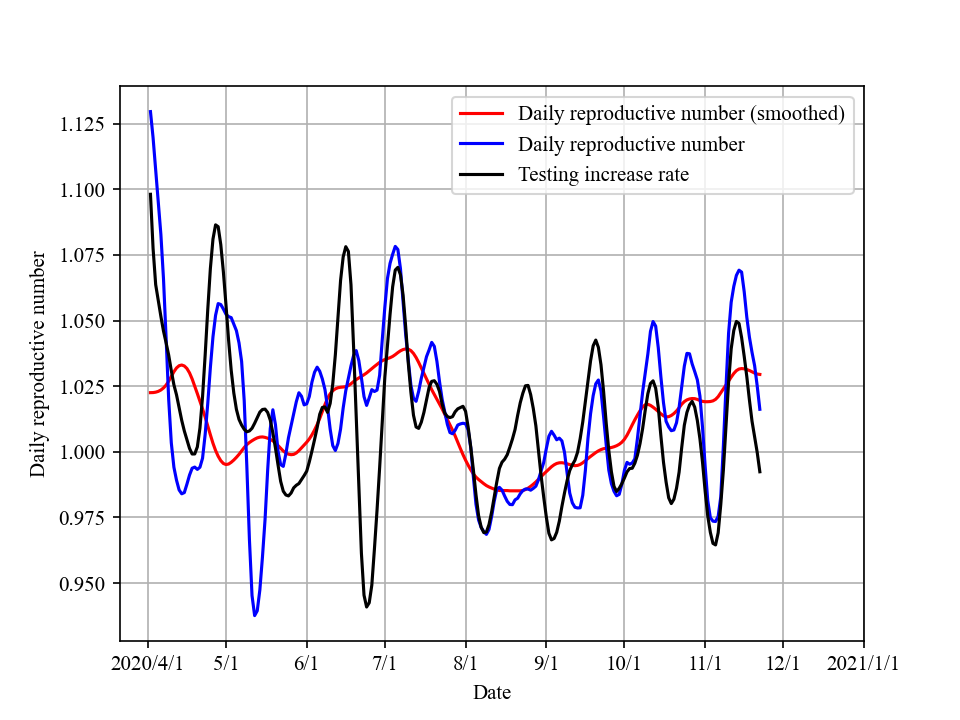 Daily reproductive number (smoothed)
Daily reproductive number
Testing increase rate
Daily reproductive number
1.125
1.100
1.075
1.050
1.025
1.000
0.975
0.950
2020/4/1 5/1 6/1 7/1 8/1 9/1 10/1 11/1 12/1 2021/1/1
Date